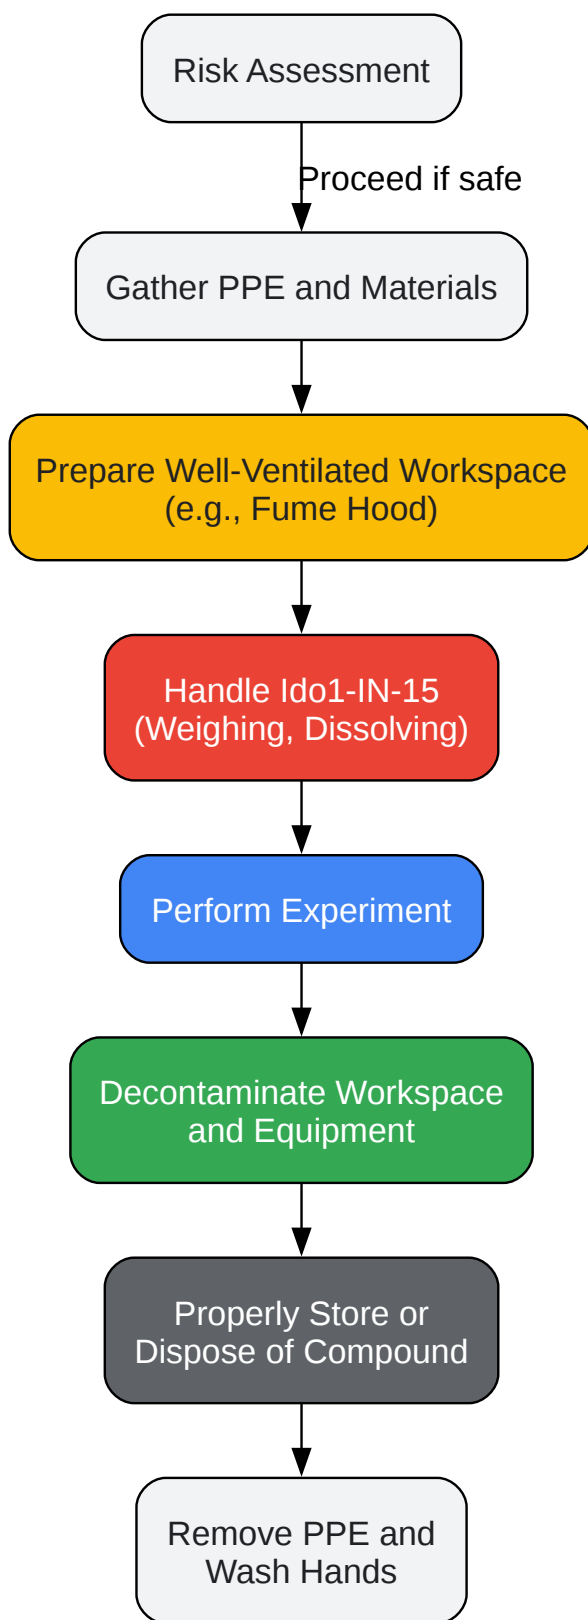 Risk Assessment
Proceed if safe
Gather PPE and Materials
Prepare Well-Ventilated Workspace
(e.g., Fume Hood)
Handle Ido1-IN-15
(Weighing, Dissolving)
Perform Experiment
Decontaminate Workspace
and Equipment
Properly Store or
Dispose of Compound
Remove PPE and
Wash Hands